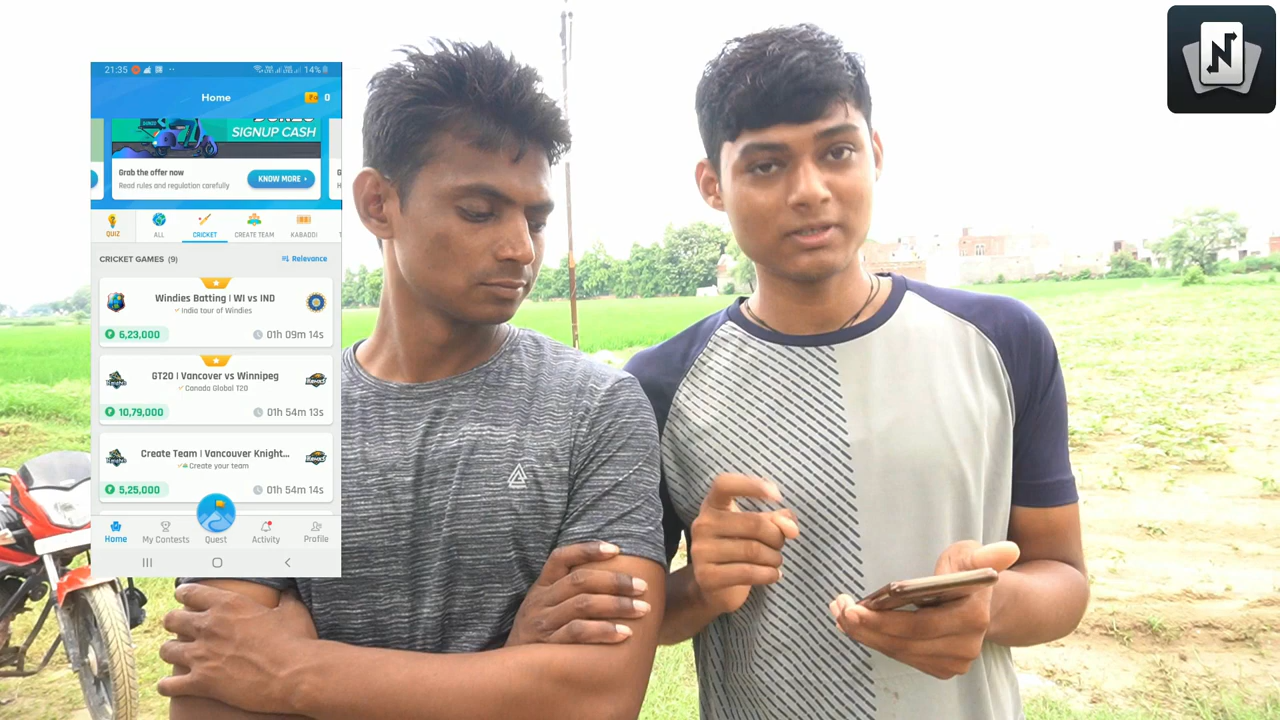 21:35
14%
Home
0
SIGNUP CASH
Grab the offer now
Read rules and regulation carefully
KNOW MORE
QUIZ
ALL
CRICKET
CREATE TEAM
KABADDI
CRICKET GAMES (9)
Relevance
Windies Batting | WI vs IND
India tour of Windies
6,23,000
01h 09m 14s
GT20 | Vancover vs Winnipeg
Canada Global T20
10,79,000
01h 54m 13s
Create Team | Vancouver Knight...
Create your team
5,25,000
01h 54m 14s
Home
My Contests
Quest
Activity
Profile
N